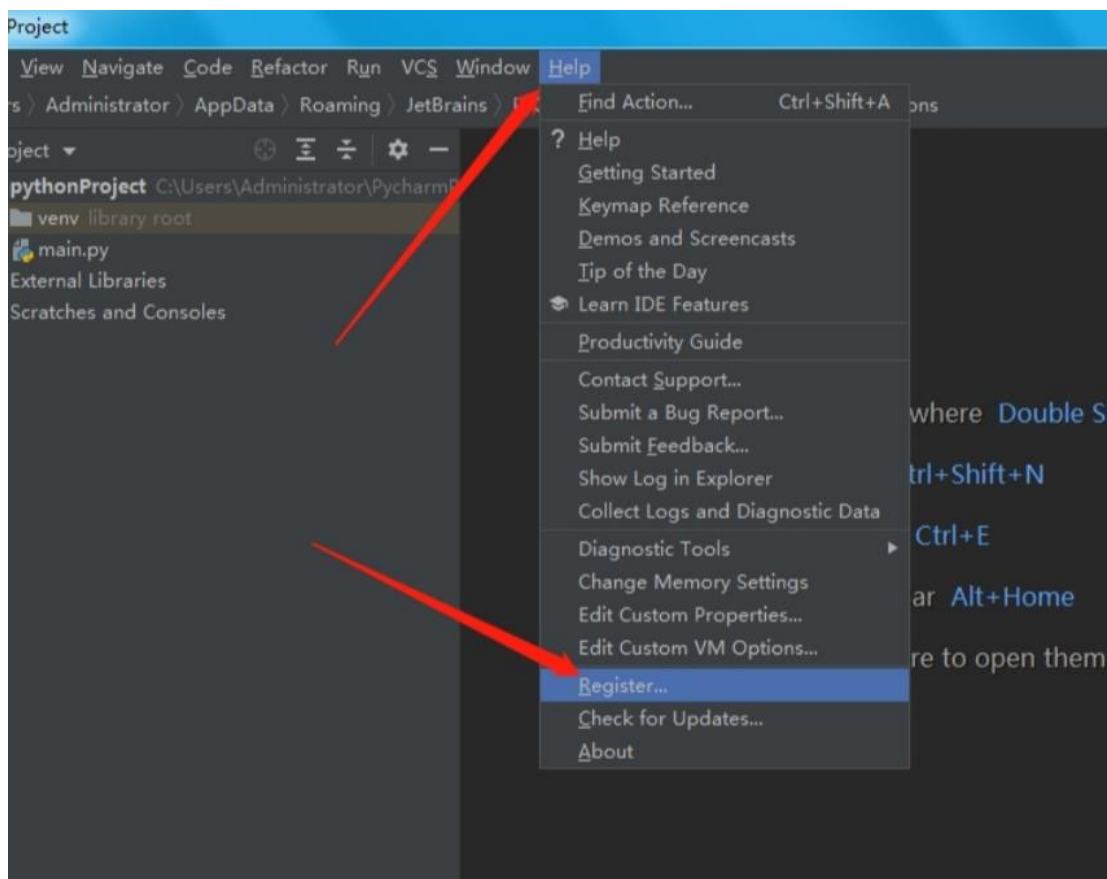 Project
View Navigate Code Refactor Run VCS Window Help
rs Administrator AppData Roaming JetBrains
ons
Find Action... Ctrl+Shift+A
oject
pythonProject C:\Users\Administrator\Pycharm
venv library root
main.py
External Libraries
Scratches and Consoles
? Help
Getting Started
Keymap Reference
Demos and Screencasts
Tip of the Day
Learn IDE Features
Productivity Guide
Contact Support...
Submit a Bug Report...
Submit Feedback...
Show Log in Explorer
Collect Logs and Diagnostic Data
Diagnostic Tools
Change Memory Settings
Edit Custom Properties...
Edit Custom VM Options...
Register...
Check for Updates...
About
where Double S
trl+Shift+N
Ctrl+E
ar Alt+Home
re to open them